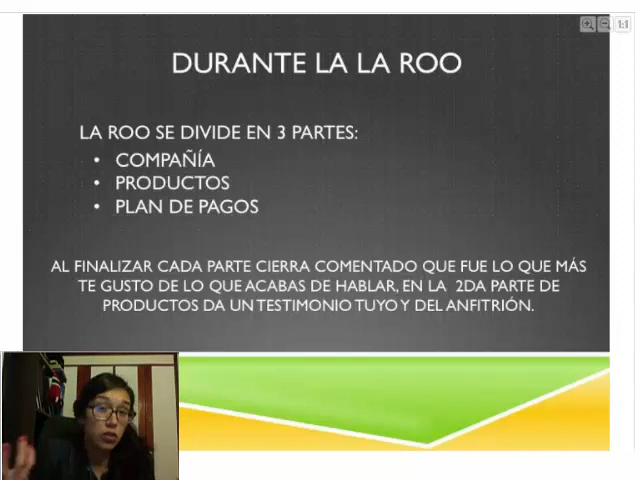 DURANTE LA LA ROO
LA ROO SE DIVIDE EN 3 PARTES:
• COMPAÑÍA
• PRODUCTOS
• PLAN DE PAGOS
AL FINALIZAR CADA PARTE CIERRA COMENTADO QUE FUE LO QUE MÁS
TE GUSTO DE LO QUE ACABAS DE HABLAR, EN LA 2DA PARTE DE
PRODUCTOS DA UN TESTIMONIO TUYO Y DEL ANFITRIÓN.
1:1